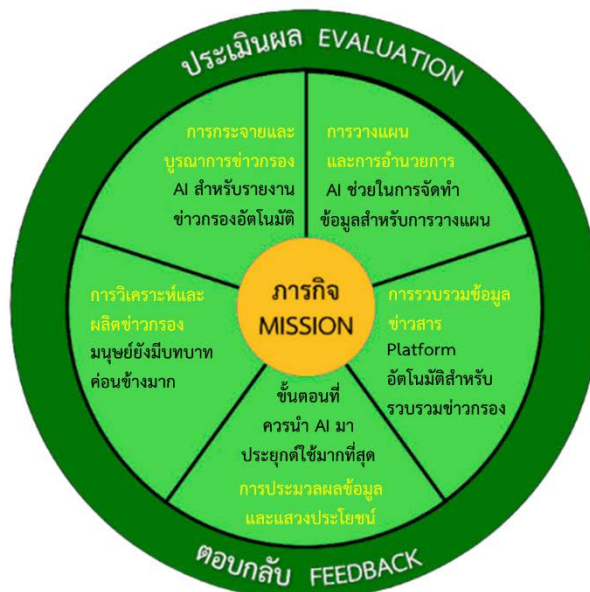 ประเมินผล EVALUATION
การกระจายและ
บูรณาการข่าวกรอง
AI สำหรับรายงาน
ข่าวกรองอัตโนมัติ
การวางแผน
และการอำนวยการ
AI ช่วยในการจัดทำ
ข้อมูลสำหรับการวางแผน
การวิเคราะห์และ
ผลิตข่าวกรอง
มนุษย์ยังมีบทบาท
ค่อนข้างมาก
ภารกิจ
MISSION
การรวบรวมข้อมูล
ข่าวสาร
Platform
อัตโนมัติสำหรับ
รวบรวมข่าวกรอง
ขั้นตอนที่
ควรนำ AI มา
ประยุกต์ใช้มากที่สุด
การประมวลผลข้อมูล
และแสวงประโยชน์
ตอบกลับ FEEDBACK